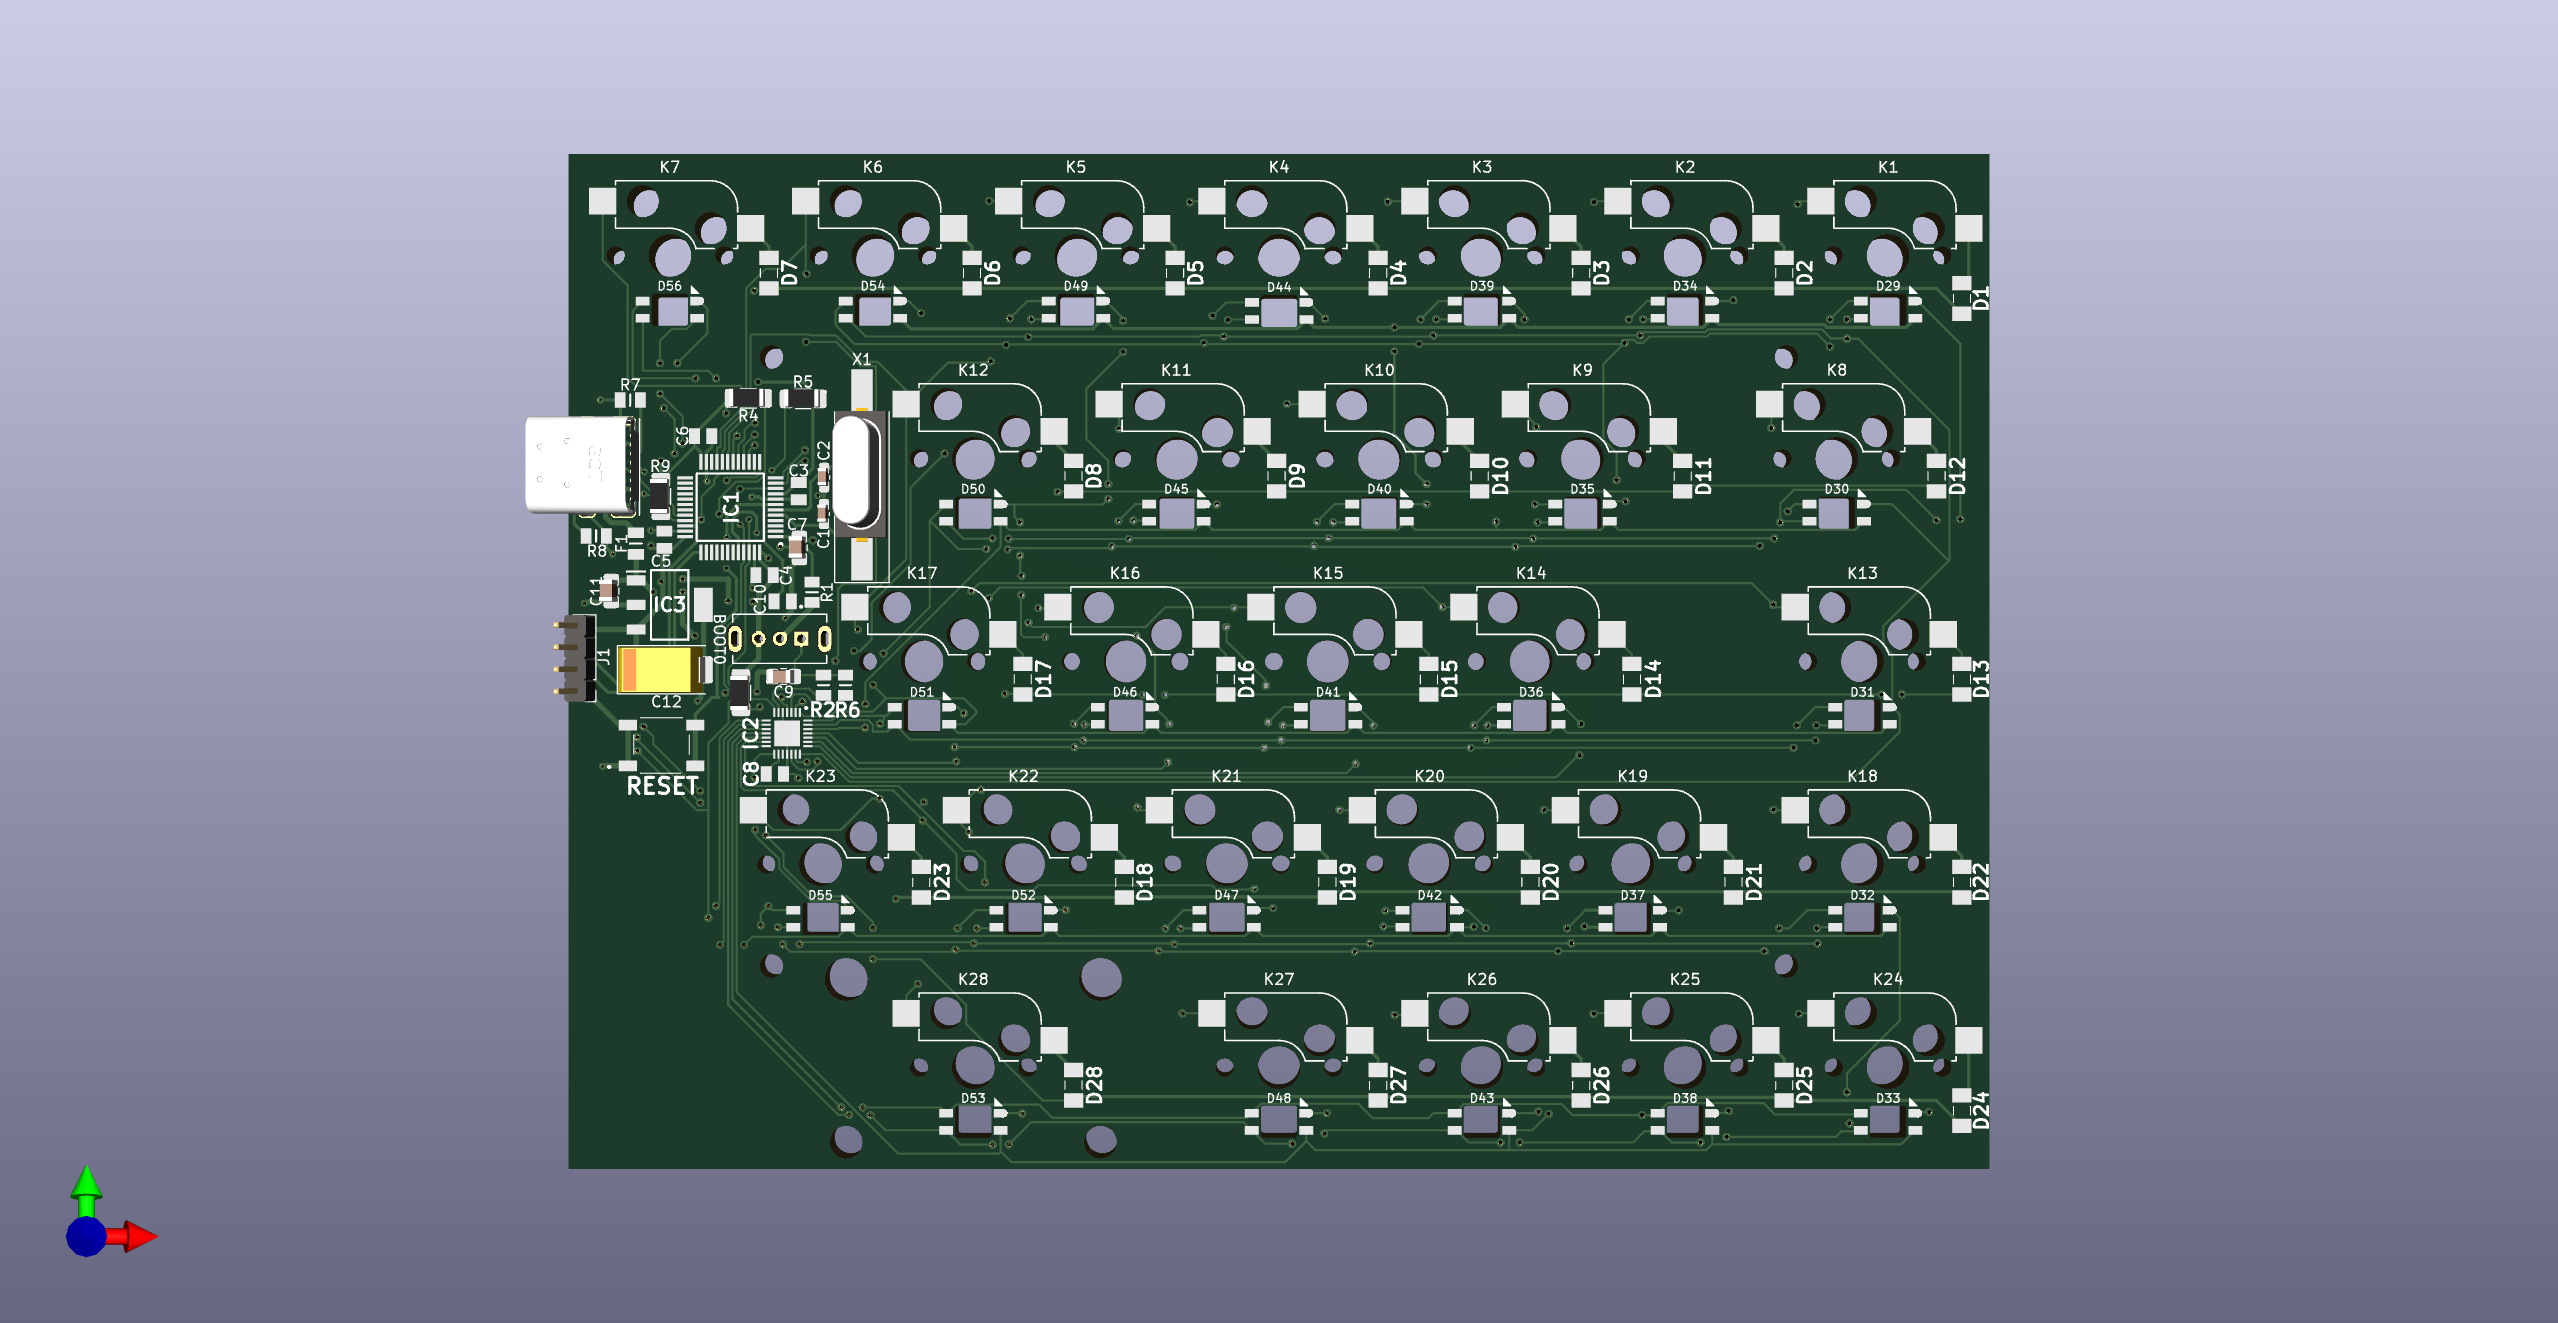 K7 K6 K5 K4 K3 K2 K1
D7 D6 D5 D4 D3 D2 D1
D56 D54 D49 D44 D39 D34 D29
X1
K12 K11 K10 K9 K8
R7 R5
R4
C6 C2
R9 C3
D8 D9 D10 D11 D12
IC1
D50 D45 D40 D35 D30
C7 C1
R8 F1
C5 C4
K17 K16 K15 K14 K13
C11 IC3 C10 R1
BOOT0
J1
D17 D16 D15 D14 D13
C12 C9
D51 D46 D41 D36 D31
R2 R6
IC2
C8
RESET
K23 K22 K21 K20 K19 K18
D23 D18 D19 D20 D21 D22
D55 D52 D47 D42 D37 D32
K28 K27 K26 K25 K24
D28 D27 D26 D25 D24
D53 D48 D43 D38 D33